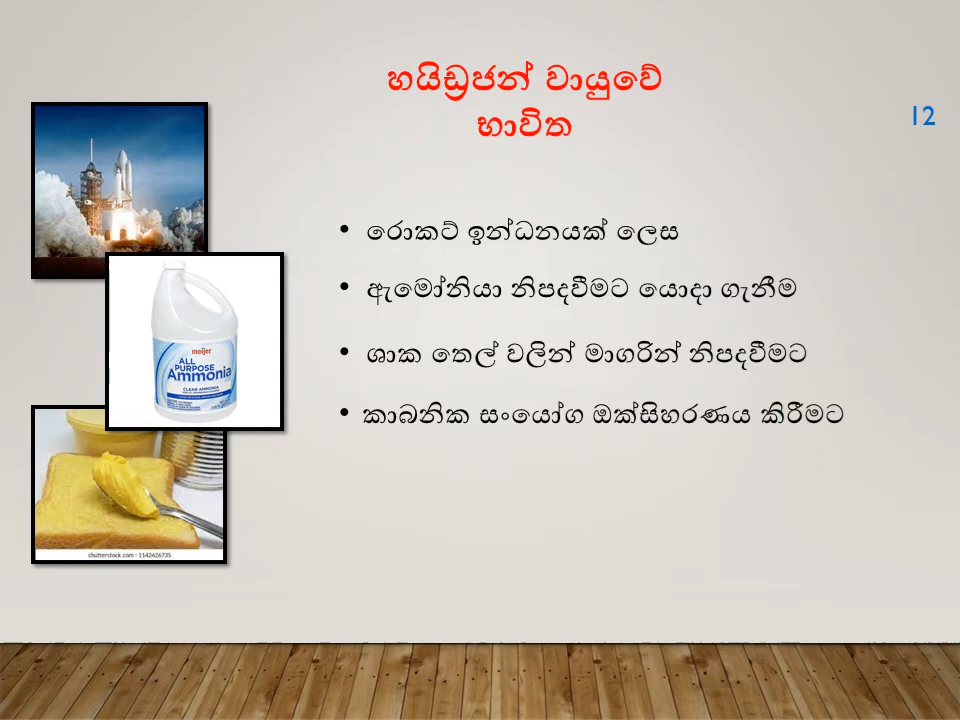 හයිඩ්‍රජන් වායුවේ
භාවිත
12
• රොකට් ඉන්ධනයක් ලෙස
• ඇමෝනියා නිපදවීමට යොදා ගැනීම
• ශාක තෙල් වලින් මාගරින් නිපදවීමට
• කාබනික සංයෝග ඔක්සිහරණය කිරීමට
meijer
ALL
PURPOSE
Ammonia
CLEAR AMMONIA
shutterstock.com · 1142426735